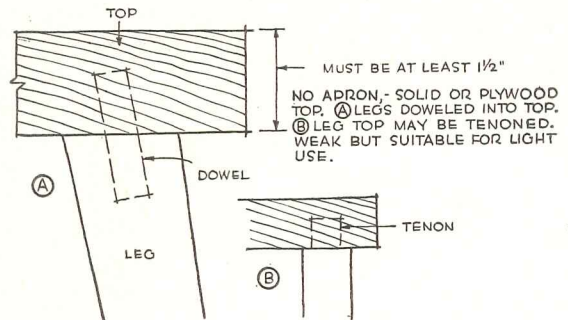 TOP
MUST BE AT LEAST 1½"
NO APRON,- SOLID OR PLYWOOD
TOP. Ⓐ LEGS DOWELED INTO TOP.
Ⓑ LEG TOP MAY BE TENONED.
WEAK BUT SUITABLE FOR LIGHT
USE.
Ⓐ
DOWEL
LEG
TENON
Ⓑ